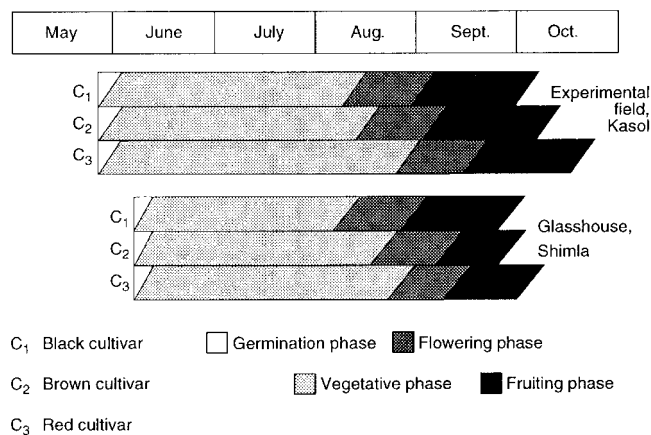 May June July Aug. Sept. Oct.
C1
C2
C3
Experimental
field,
Kasol
C1
C2
C3
Glasshouse,
Shimla
C1 Black cultivar Germination phase Flowering phase
C2 Brown cultivar Vegetative phase Fruiting phase
C3 Red cultivar